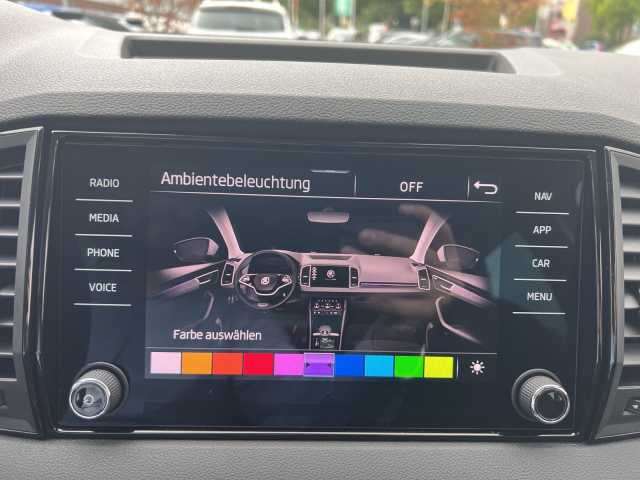 Ambientebeleuchtung OFF
RADIO
MEDIA
PHONE
VOICE
NAV
APP
CAR
MENU
Farbe auswählen